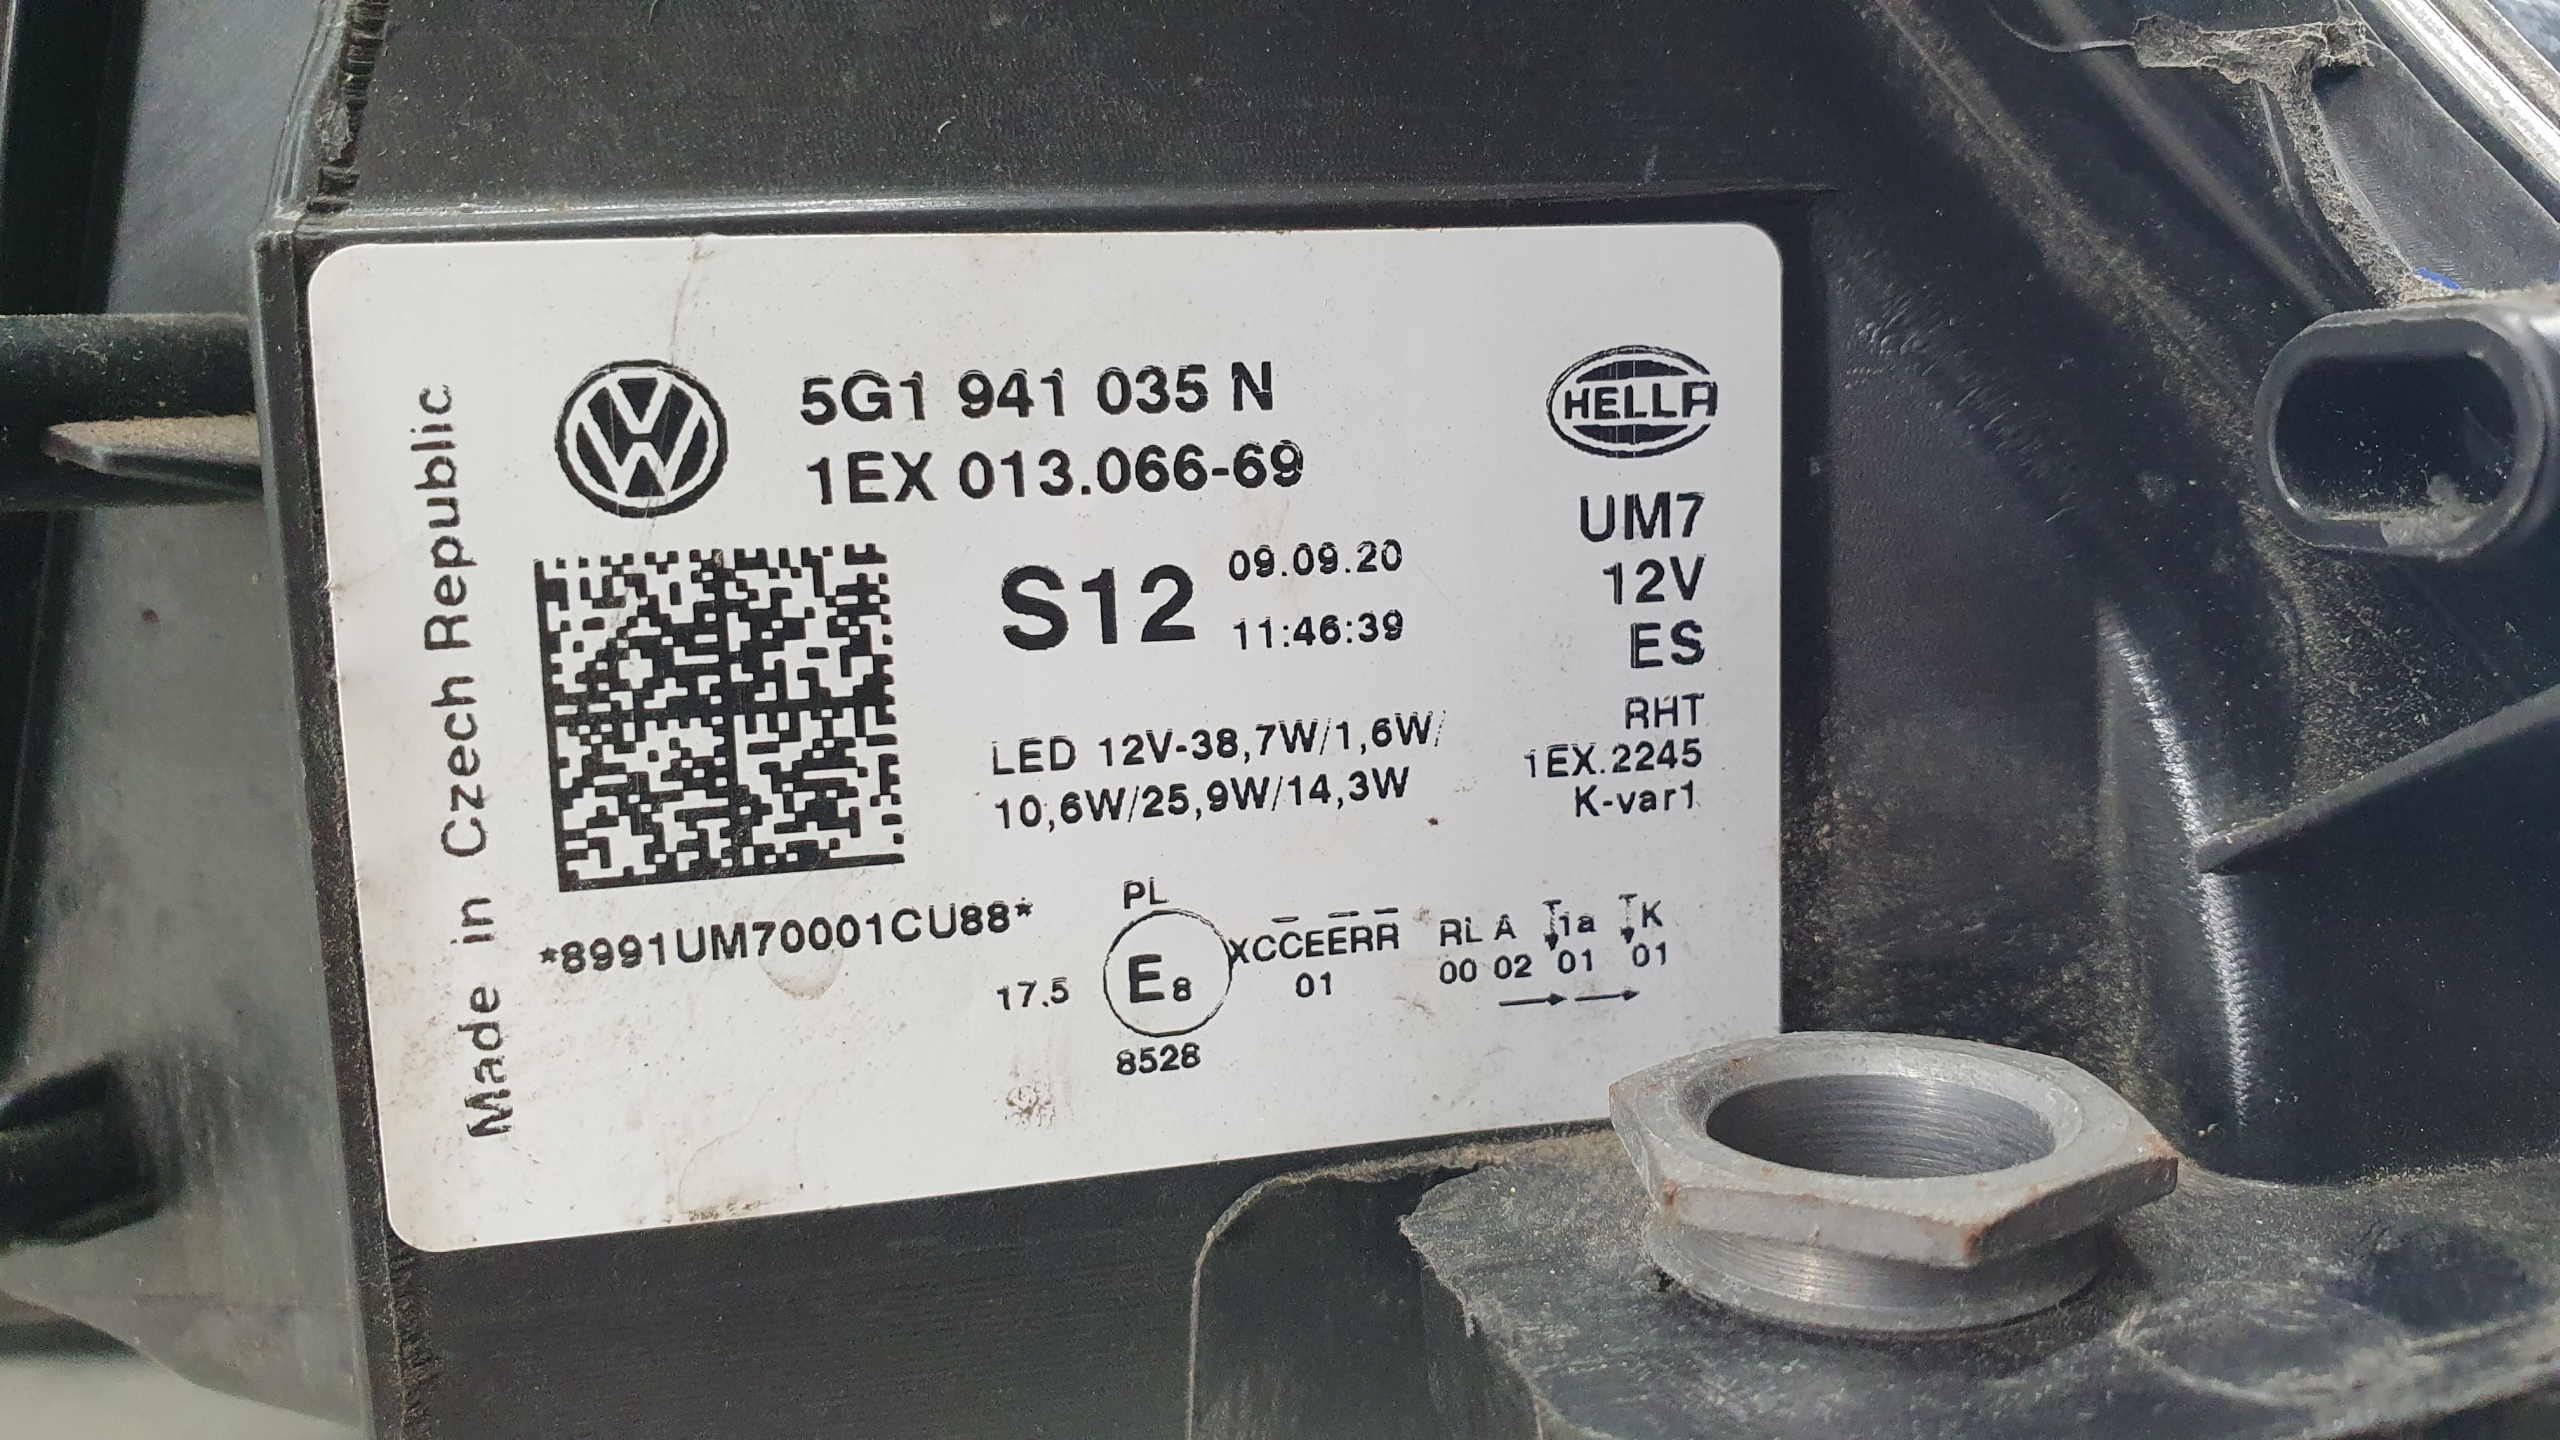 Made in Czech Republic
5G1 941 035 N
1EX 013.066-69
HELLA
UM7
12V
ES
S12
09.09.20
11:46:39
RHT
1EX.2245
K-var1
LED 12V-38,7W/1,6W/
10,6W/25,9W/14,3W
*8991UM70001CU88*
PL
17.5
E8
8528
XCCEERR
01
RL A 1a K
00 02 01 01